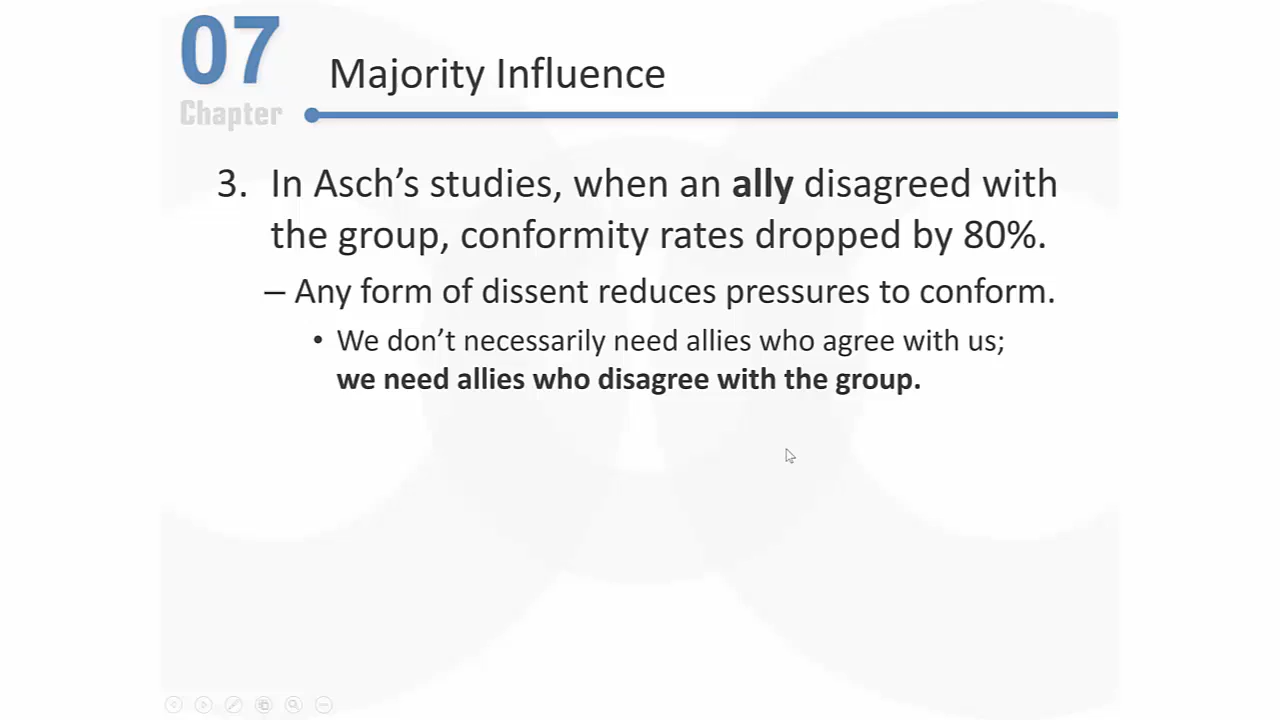 07
Chapter
Majority Influence
3. In Asch’s studies, when an ally disagreed with
the group, conformity rates dropped by 80%.
– Any form of dissent reduces pressures to conform.
• We don’t necessarily need allies who agree with us;
we need allies who disagree with the group.